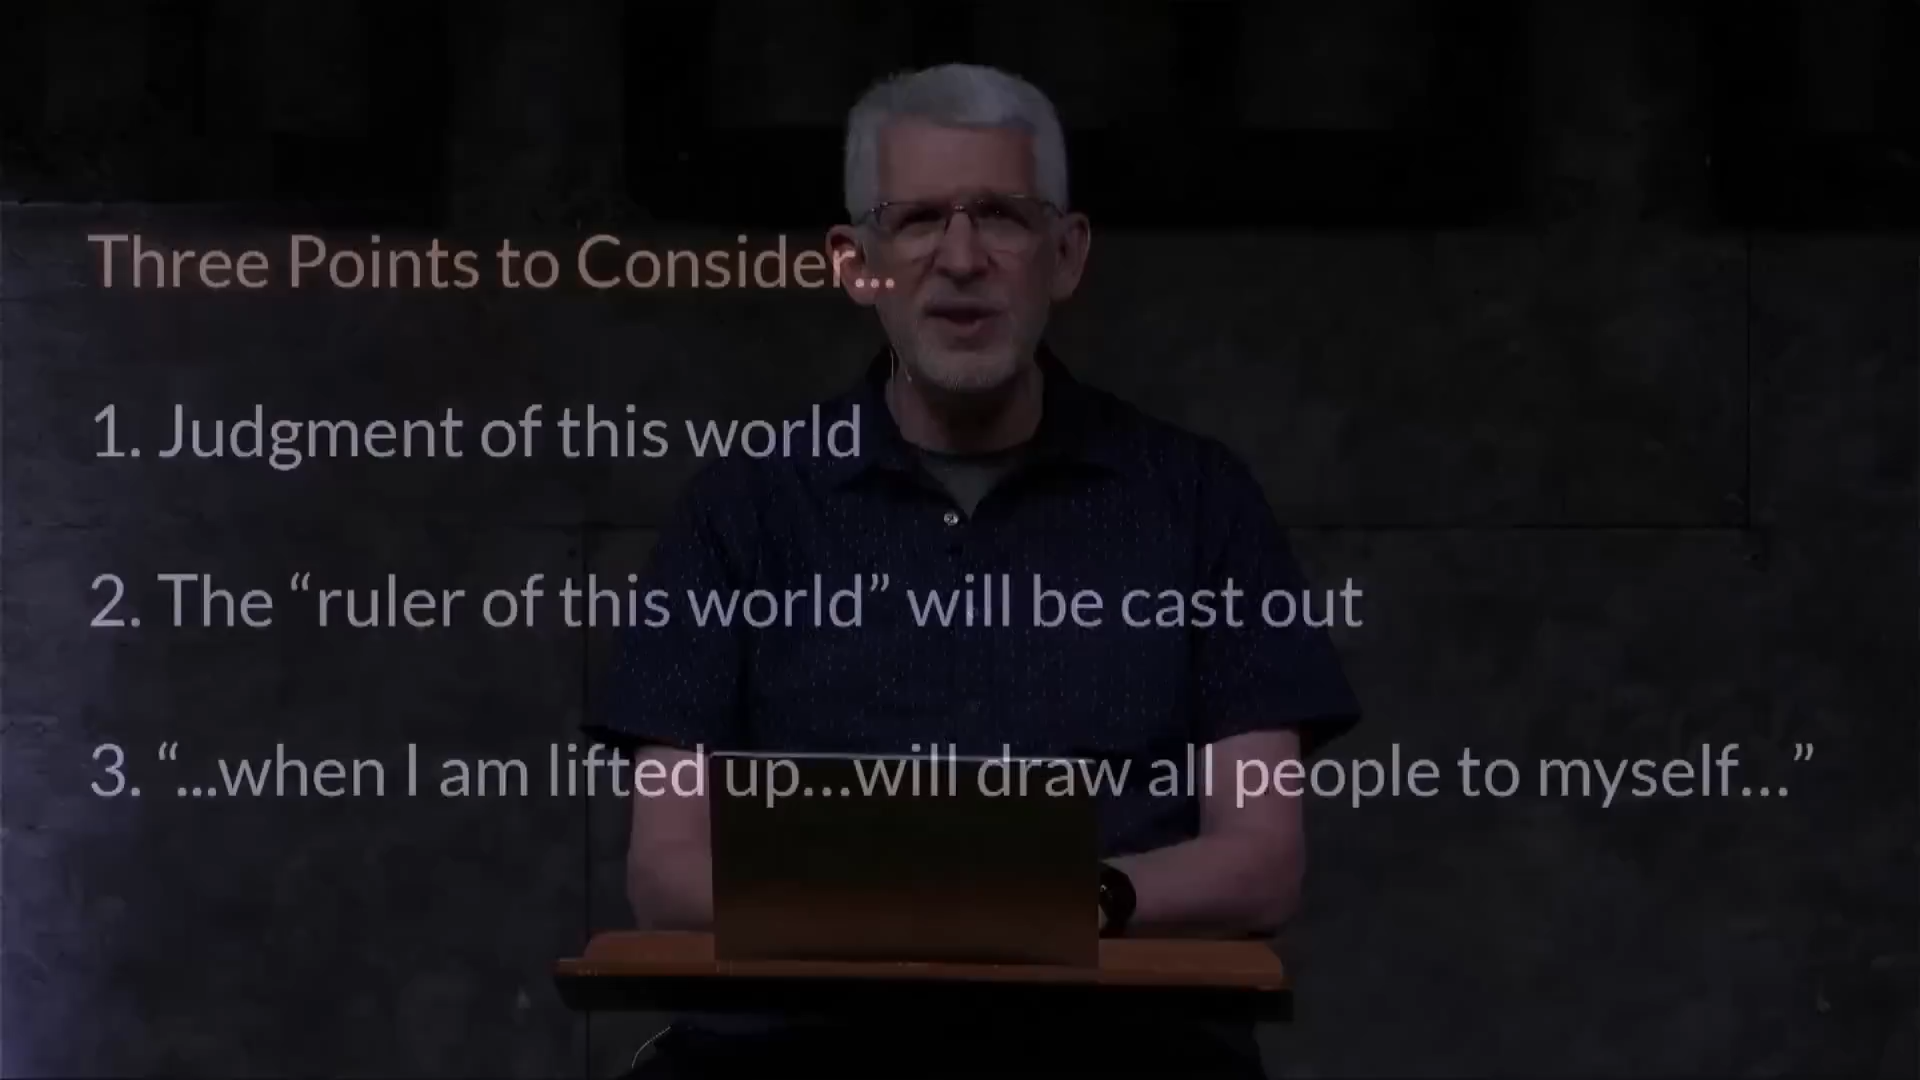 Three Points to Consider...
1. Judgment of this world
2. The “ruler of this world” will be cast out
3. “...when I am lifted up...will draw all people to myself...”